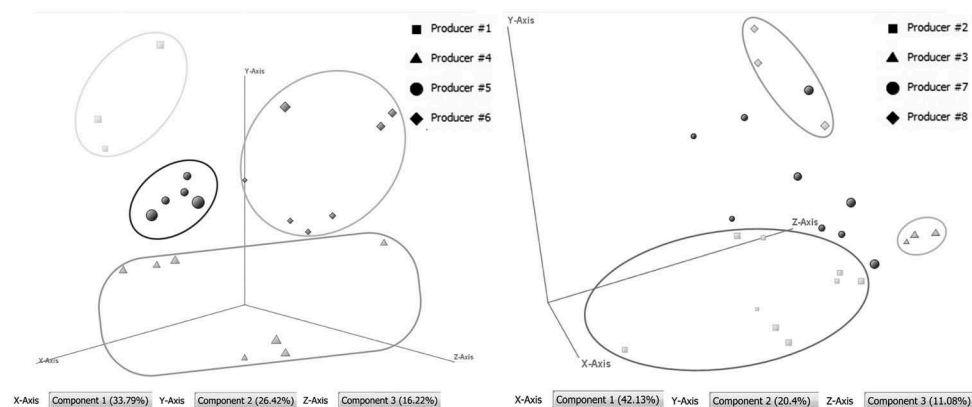 Y-Axis
Producer #1
Producer #4
Producer #5
Producer #6
X-Axis
Z-Axis
X-Axis Component 1 (33.79%) Y-Axis Component 2 (26.42%) Z-Axis Component 3 (16.22%)
Y-Axis
Producer #2
Producer #3
Producer #7
Producer #8
Z-Axis
X-Axis
X-Axis Component 1 (42.13%) Y-Axis Component 2 (20.4%) Z-Axis Component 3 (11.08%)